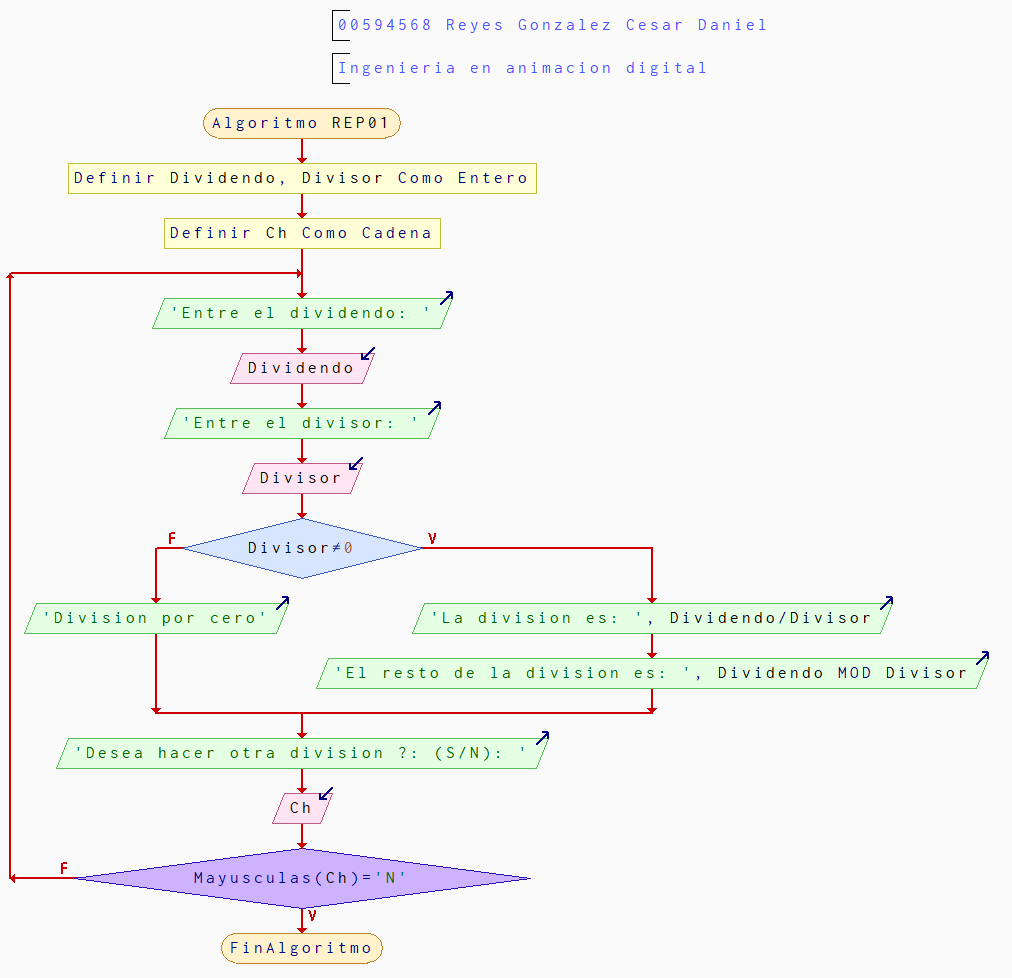 00594568 Reyes Gonzalez Cesar Daniel
Ingenieria en animacion digital
Algoritmo REP01
Definir Dividendo, Divisor Como Entero
Definir Ch Como Cadena
'Entre el dividendo: '
Dividendo
'Entre el divisor: '
Divisor
F
V
Divisor≠0
'Division por cero'
'La division es: ', Dividendo/Divisor
'El resto de la division es: ', Dividendo MOD Divisor
'Desea hacer otra division ?: (S/N): '
Ch
F
Mayusculas(Ch)='N'
V
FinAlgoritmo